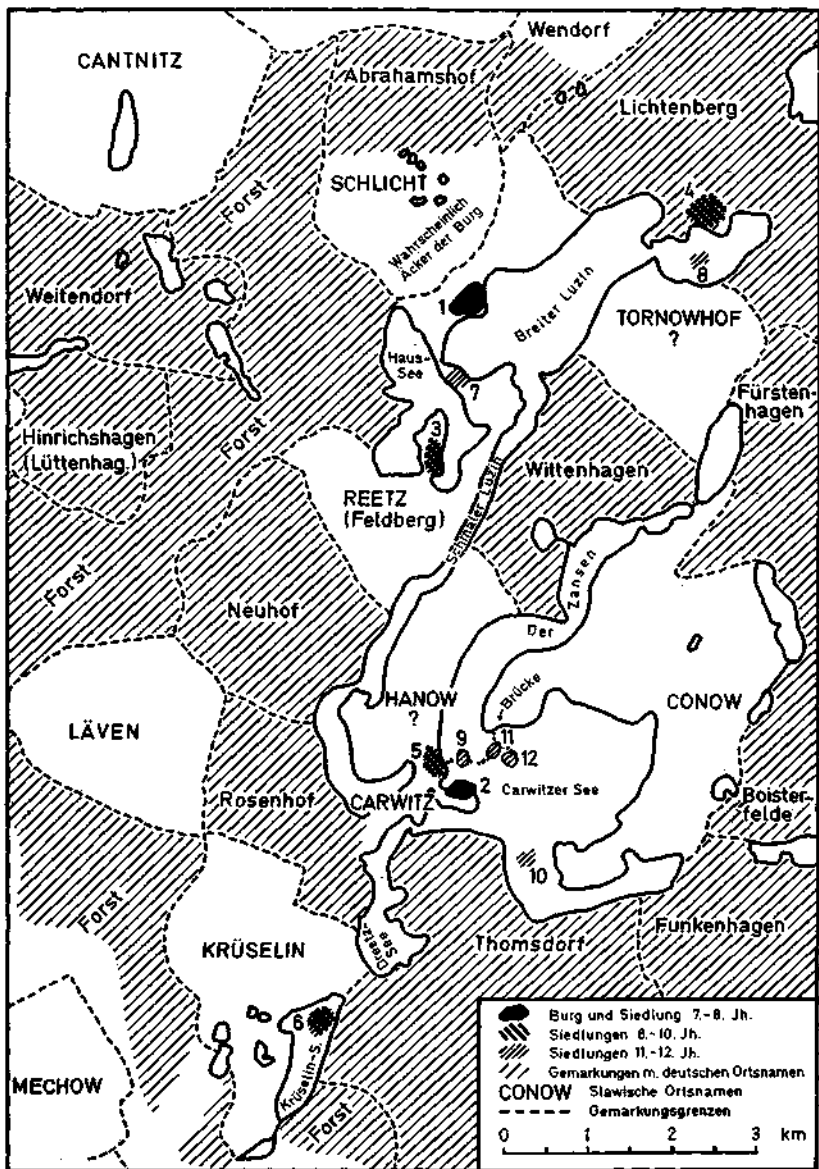 Wendorf
CANTNITZ
Abrahamshof
Lichtenberg
SCHLICHT
Forst
4
Wahrscheinlich
Äcker der Burg
8
Weitendorf
1
Breiter Luzin
TORNOWHOF
?
Haus-
See
7
Fürsten-
hagen
Hinrichshagen
(Lüttenhag.)
3
Forst
Wittenhagen
REETZ
(Feldberg)
Schmaler Luzin
Forst
Zansen
Neuhof
Der
HANOW
?
Brücke
CONOW
LÄVEN
5
9
11
12
2
Carwitzer See
Rosenhof
CARWITZ
Boister-
felde
10
Forst
Dreetz-
See
Thomsdorf
Funkenhagen
KRÜSELIN
6
Krüselin-S.
MECHOW
Forst
Burg und Siedlung 7.-8. Jh.
Siedlungen 8.-10. Jh.
Siedlungen 11.-12. Jh.
Gemarkungen m. deutschen Ortsnamen
CONOW Slawische Ortsnamen
Gemarkungsgrenzen
0 1 2 3 km